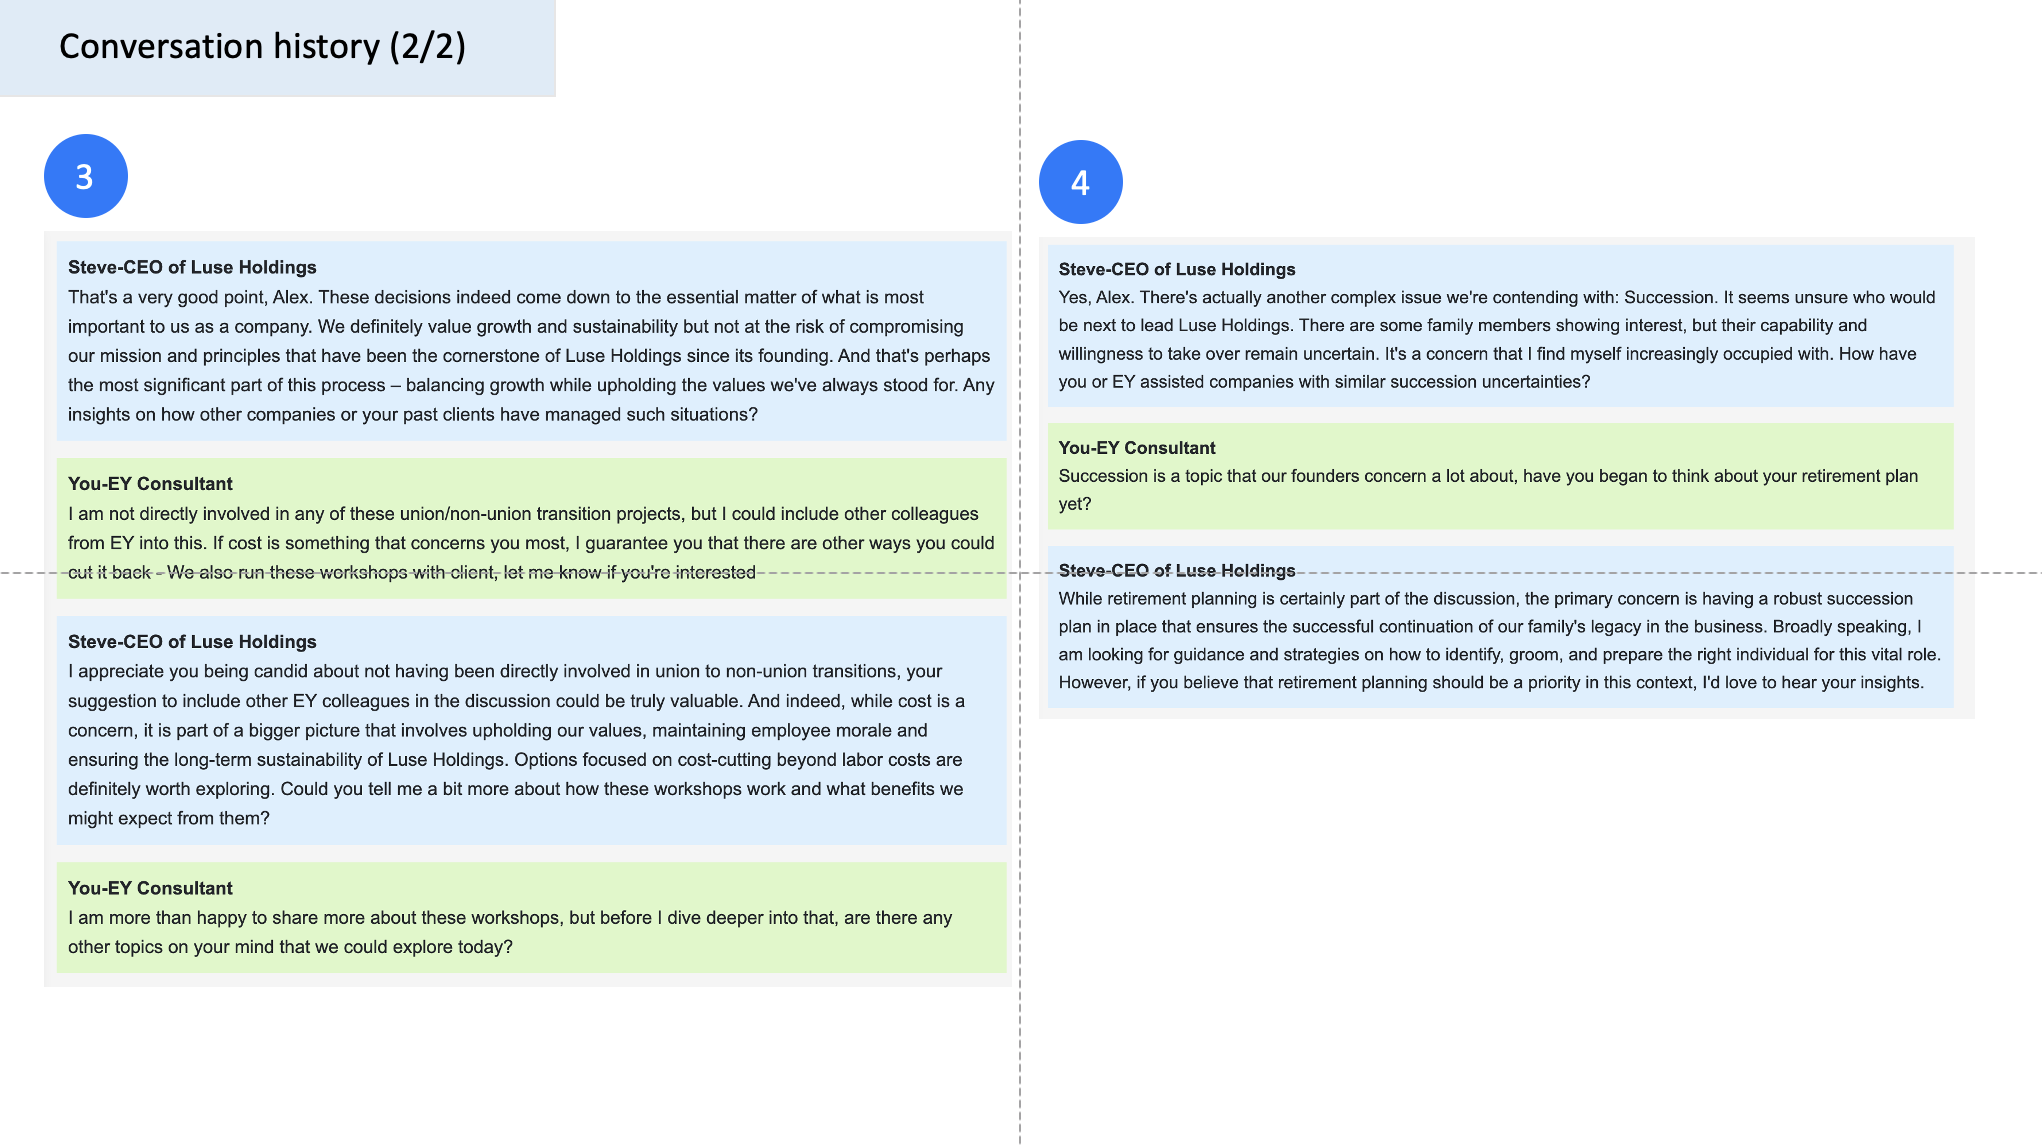 Conversation history (2/2)
3
Steve-CEO of Luse Holdings
That's a very good point, Alex. These decisions indeed come down to the essential matter of what is most
important to us as a company. We definitely value growth and sustainability but not at the risk of compromising
our mission and principles that have been the cornerstone of Luse Holdings since its founding. And that's perhaps
the most significant part of this process – balancing growth while upholding the values we've always stood for. Any
insights on how other companies or your past clients have managed such situations?
You-EY Consultant
I am not directly involved in any of these union/non-union transition projects, but I could include other colleagues
from EY into this. If cost is something that concerns you most, I guarantee you that there are other ways you could
cut it back - We also run these workshops with client, let me know if you're interested
Steve-CEO of Luse Holdings
I appreciate you being candid about not having been directly involved in union to non-union transitions, your
suggestion to include other EY colleagues in the discussion could be truly valuable. And indeed, while cost is a
concern, it is part of a bigger picture that involves upholding our values, maintaining employee morale and
ensuring the long-term sustainability of Luse Holdings. Options focused on cost-cutting beyond labor costs are
definitely worth exploring. Could you tell me a bit more about how these workshops work and what benefits we
might expect from them?
You-EY Consultant
I am more than happy to share more about these workshops, but before I dive deeper into that, are there any
other topics on your mind that we could explore today?
4
Steve-CEO of Luse Holdings
Yes, Alex. There's actually another complex issue we're contending with: Succession. It seems unsure who would
be next to lead Luse Holdings. There are some family members showing interest, but their capability and
willingness to take over remain uncertain. It's a concern that I find myself increasingly occupied with. How have
you or EY assisted companies with similar succession uncertainties?
You-EY Consultant
Succession is a topic that our founders concern a lot about, have you began to think about your retirement plan
yet?
Steve-CEO of Luse Holdings
While retirement planning is certainly part of the discussion, the primary concern is having a robust succession
plan in place that ensures the successful continuation of our family's legacy in the business. Broadly speaking, I
am looking for guidance and strategies on how to identify, groom, and prepare the right individual for this vital role.
However, if you believe that retirement planning should be a priority in this context, I'd love to hear your insights.